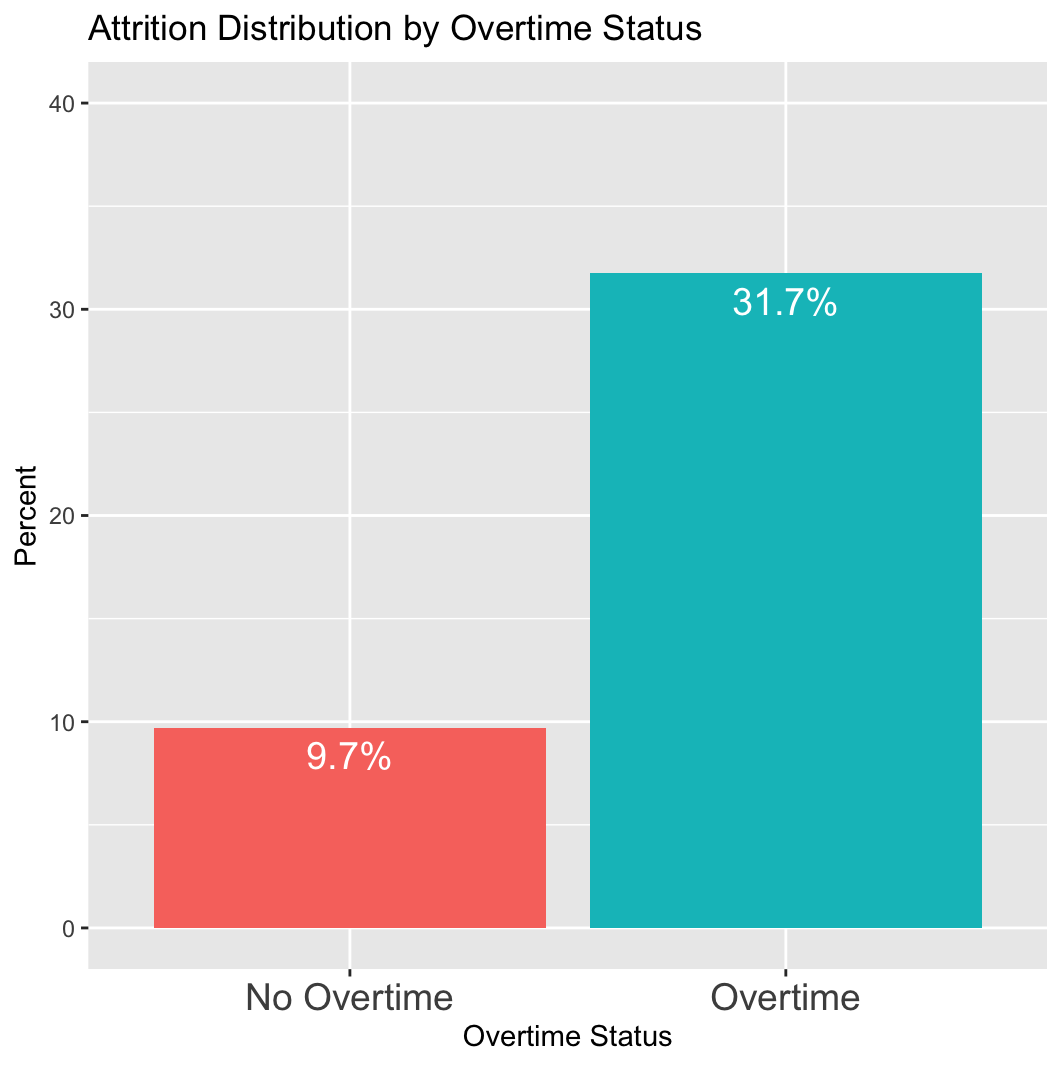 Attrition Distribution by Overtime Status
40
30
20
10
0
Percent
31.7%
9.7%
No Overtime
Overtime
Overtime Status